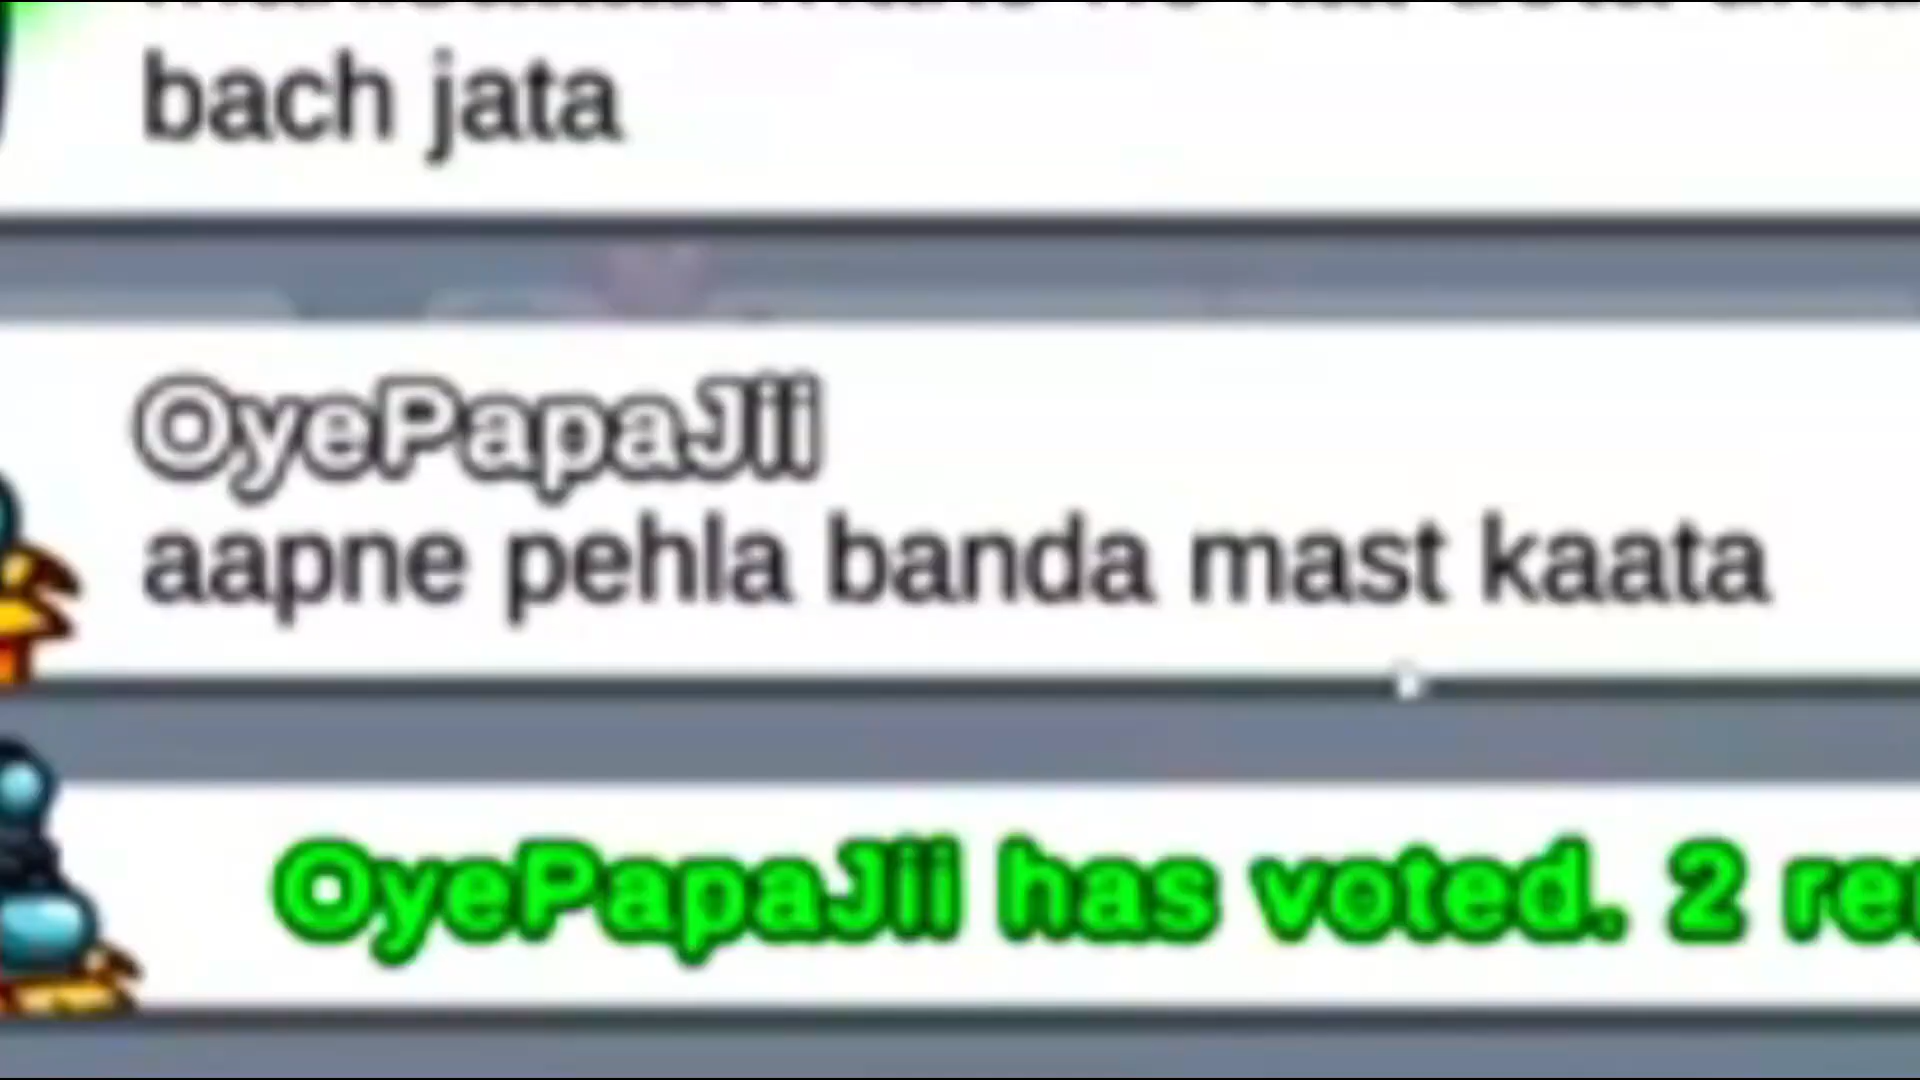 bach jata
OyePapaJii
aapne pehla banda mast kaata
OyePapaJii has voted. 2